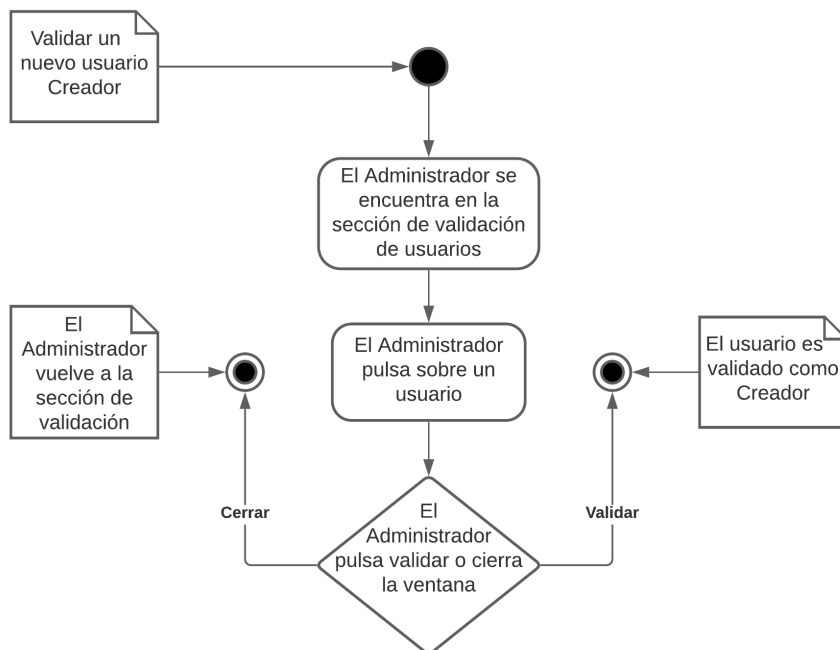 Validar un
nuevo usuario
Creador
El Administrador se
encuentra en la
sección de validación
de usuarios
El
Administrador
vuelve a la
sección de
validación
El Administrador
pulsa sobre un
usuario
El usuario es
validado como
Creador
Cerrar
El
Administrador
pulsa validar o cierra
la ventana
Validar